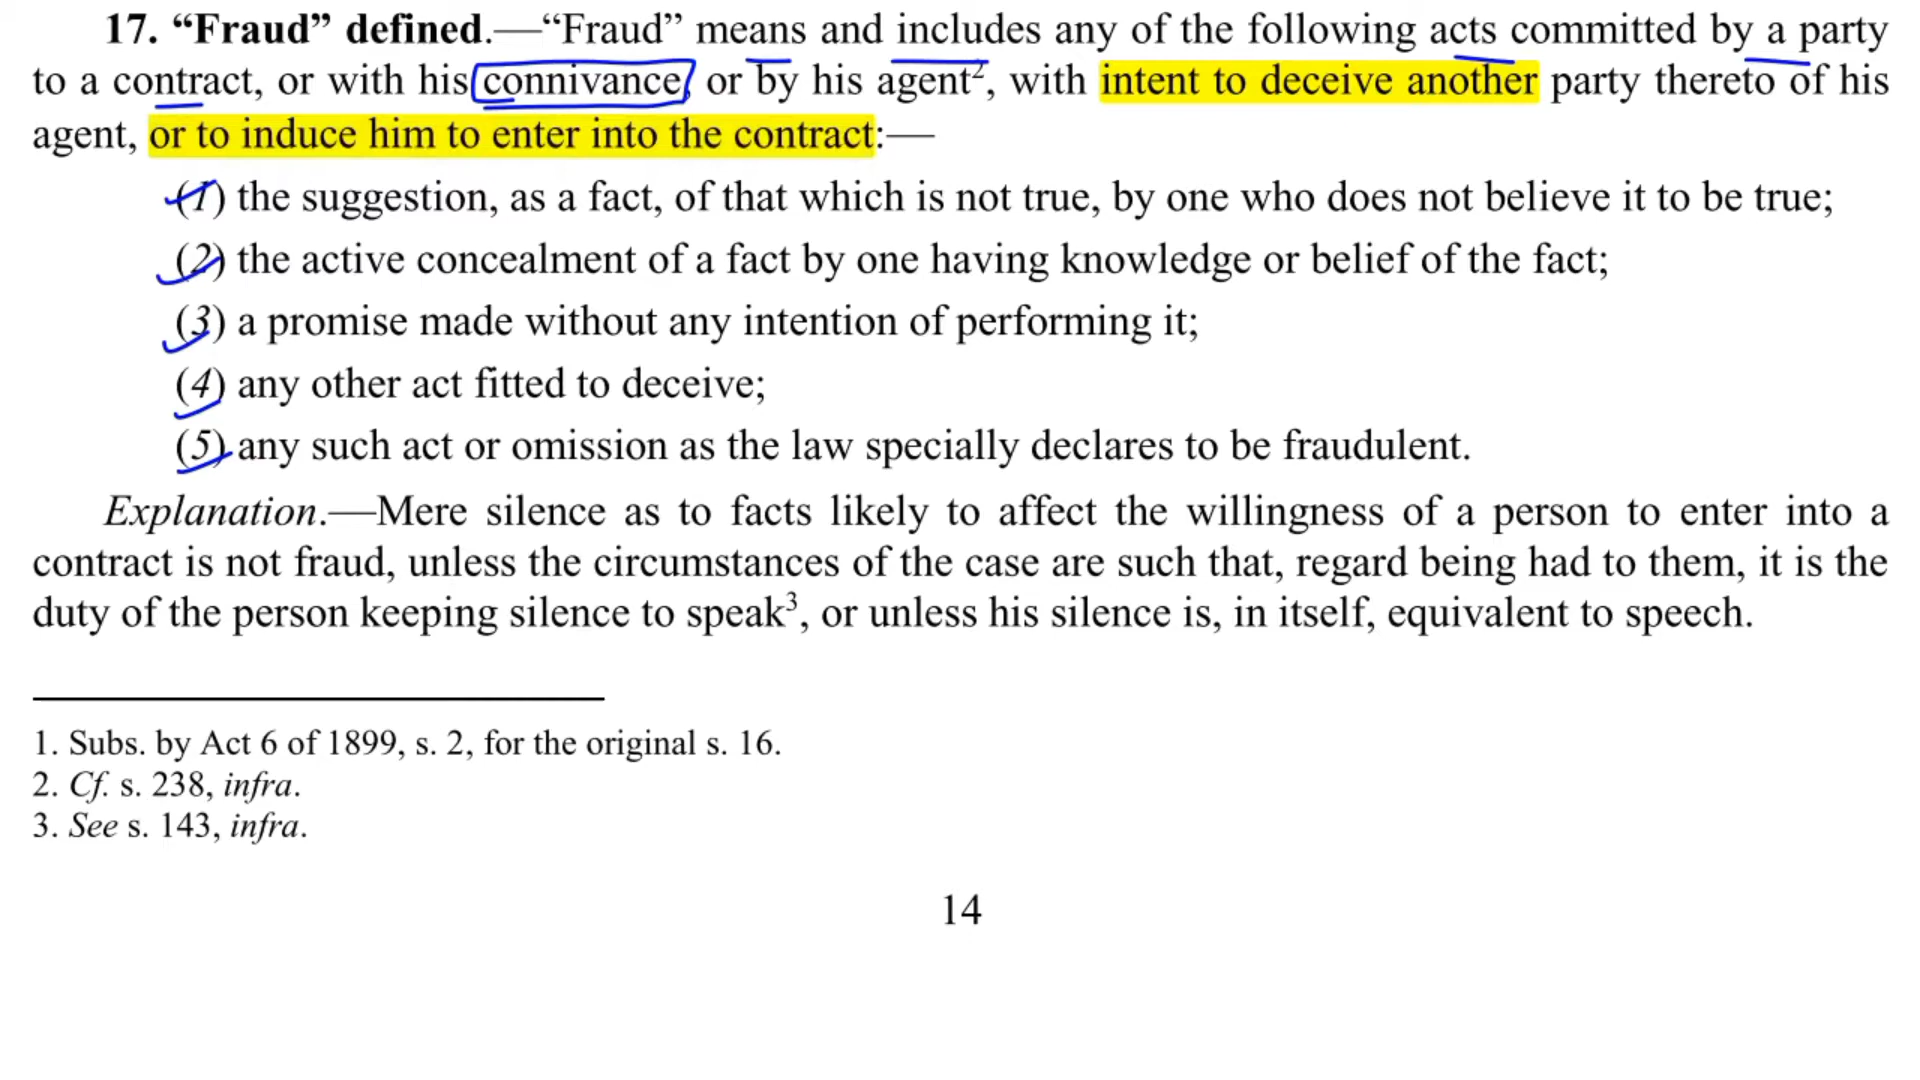 17. “Fraud” defined.—“Fraud” means and includes any of the following acts committed by a party
to a contract, or with his connivance, or by his agent2, with intent to deceive another party thereto of his
agent, or to induce him to enter into the contract:—
(1) the suggestion, as a fact, of that which is not true, by one who does not believe it to be true;
(2) the active concealment of a fact by one having knowledge or belief of the fact;
(3) a promise made without any intention of performing it;
(4) any other act fitted to deceive;
(5) any such act or omission as the law specially declares to be fraudulent.
Explanation.—Mere silence as to facts likely to affect the willingness of a person to enter into a
contract is not fraud, unless the circumstances of the case are such that, regard being had to them, it is the
duty of the person keeping silence to speak3, or unless his silence is, in itself, equivalent to speech.
1. Subs. by Act 6 of 1899, s. 2, for the original s. 16.
2. Cf. s. 238, infra.
3. See s. 143, infra.
14